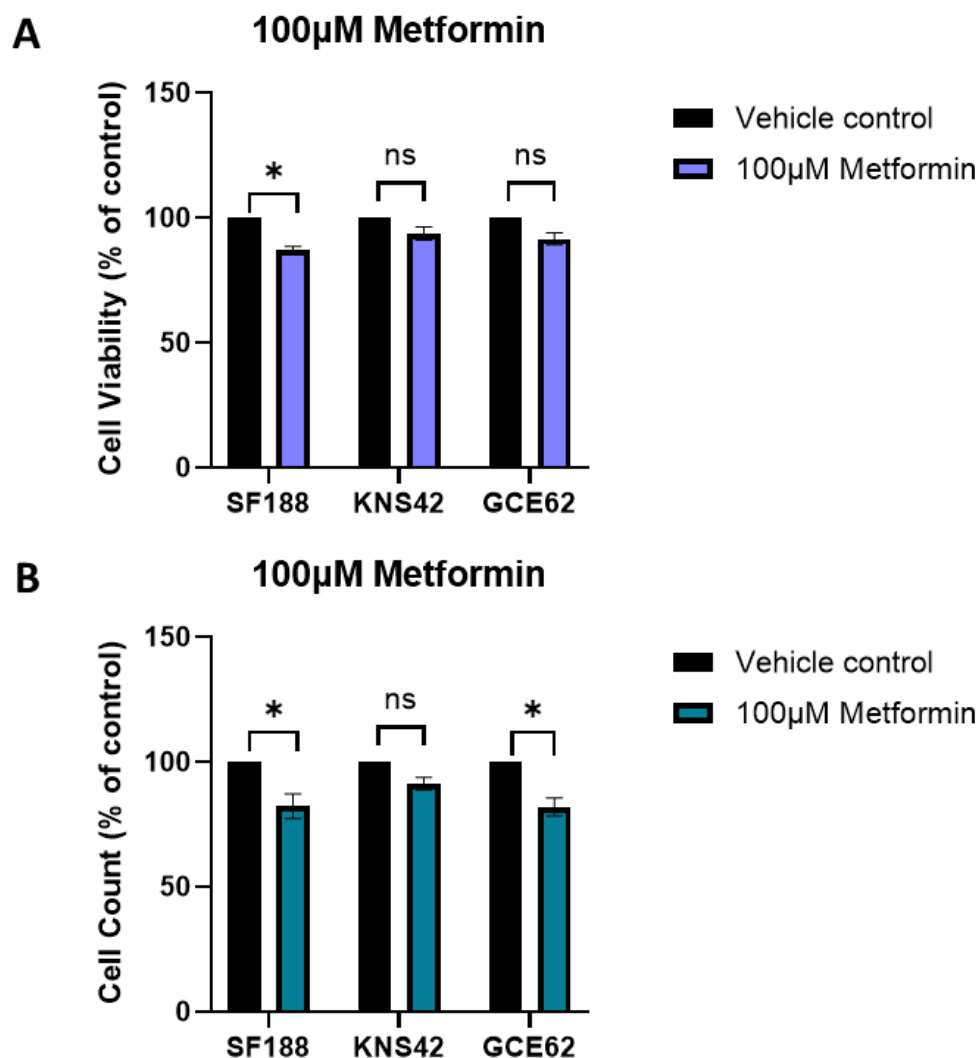 A
100µM Metformin
Cell Viability (% of control)
150
100
50
0
*
ns
ns
SF188
KNS42
GCE62
Vehicle control
100µM Metformin
B
100µM Metformin
Cell Count (% of control)
150
100
50
0
*
ns
*
SF188
KNS42
GCE62
Vehicle control
100µM Metformin